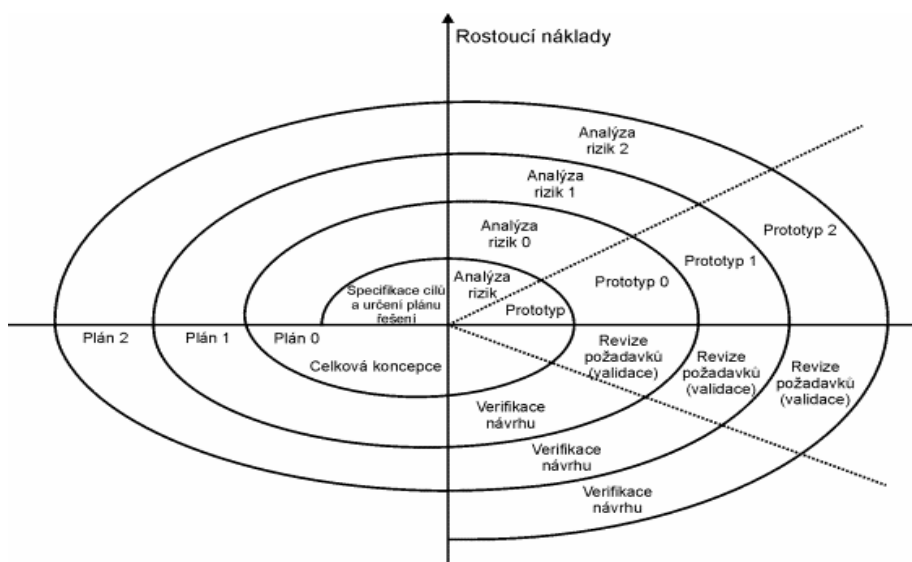 Rostoucí náklady
Analýza
rizik 2
Analýza
rizik 1
Analýza
rizik 0
Analýza
rizik
Specifikace cílů
a určení plánu
řešení
Prototyp
Prototyp 0
Prototyp 1
Prototyp 2
Plán 2
Plán 1
Plán 0
Celková koncepce
Revize
požadavků
(validace)
Revize
požadavků
(validace)
Revize
požadavků
(validace)
Verifikace
návrhu
Verifikace
návrhu
Verifikace
návrhu